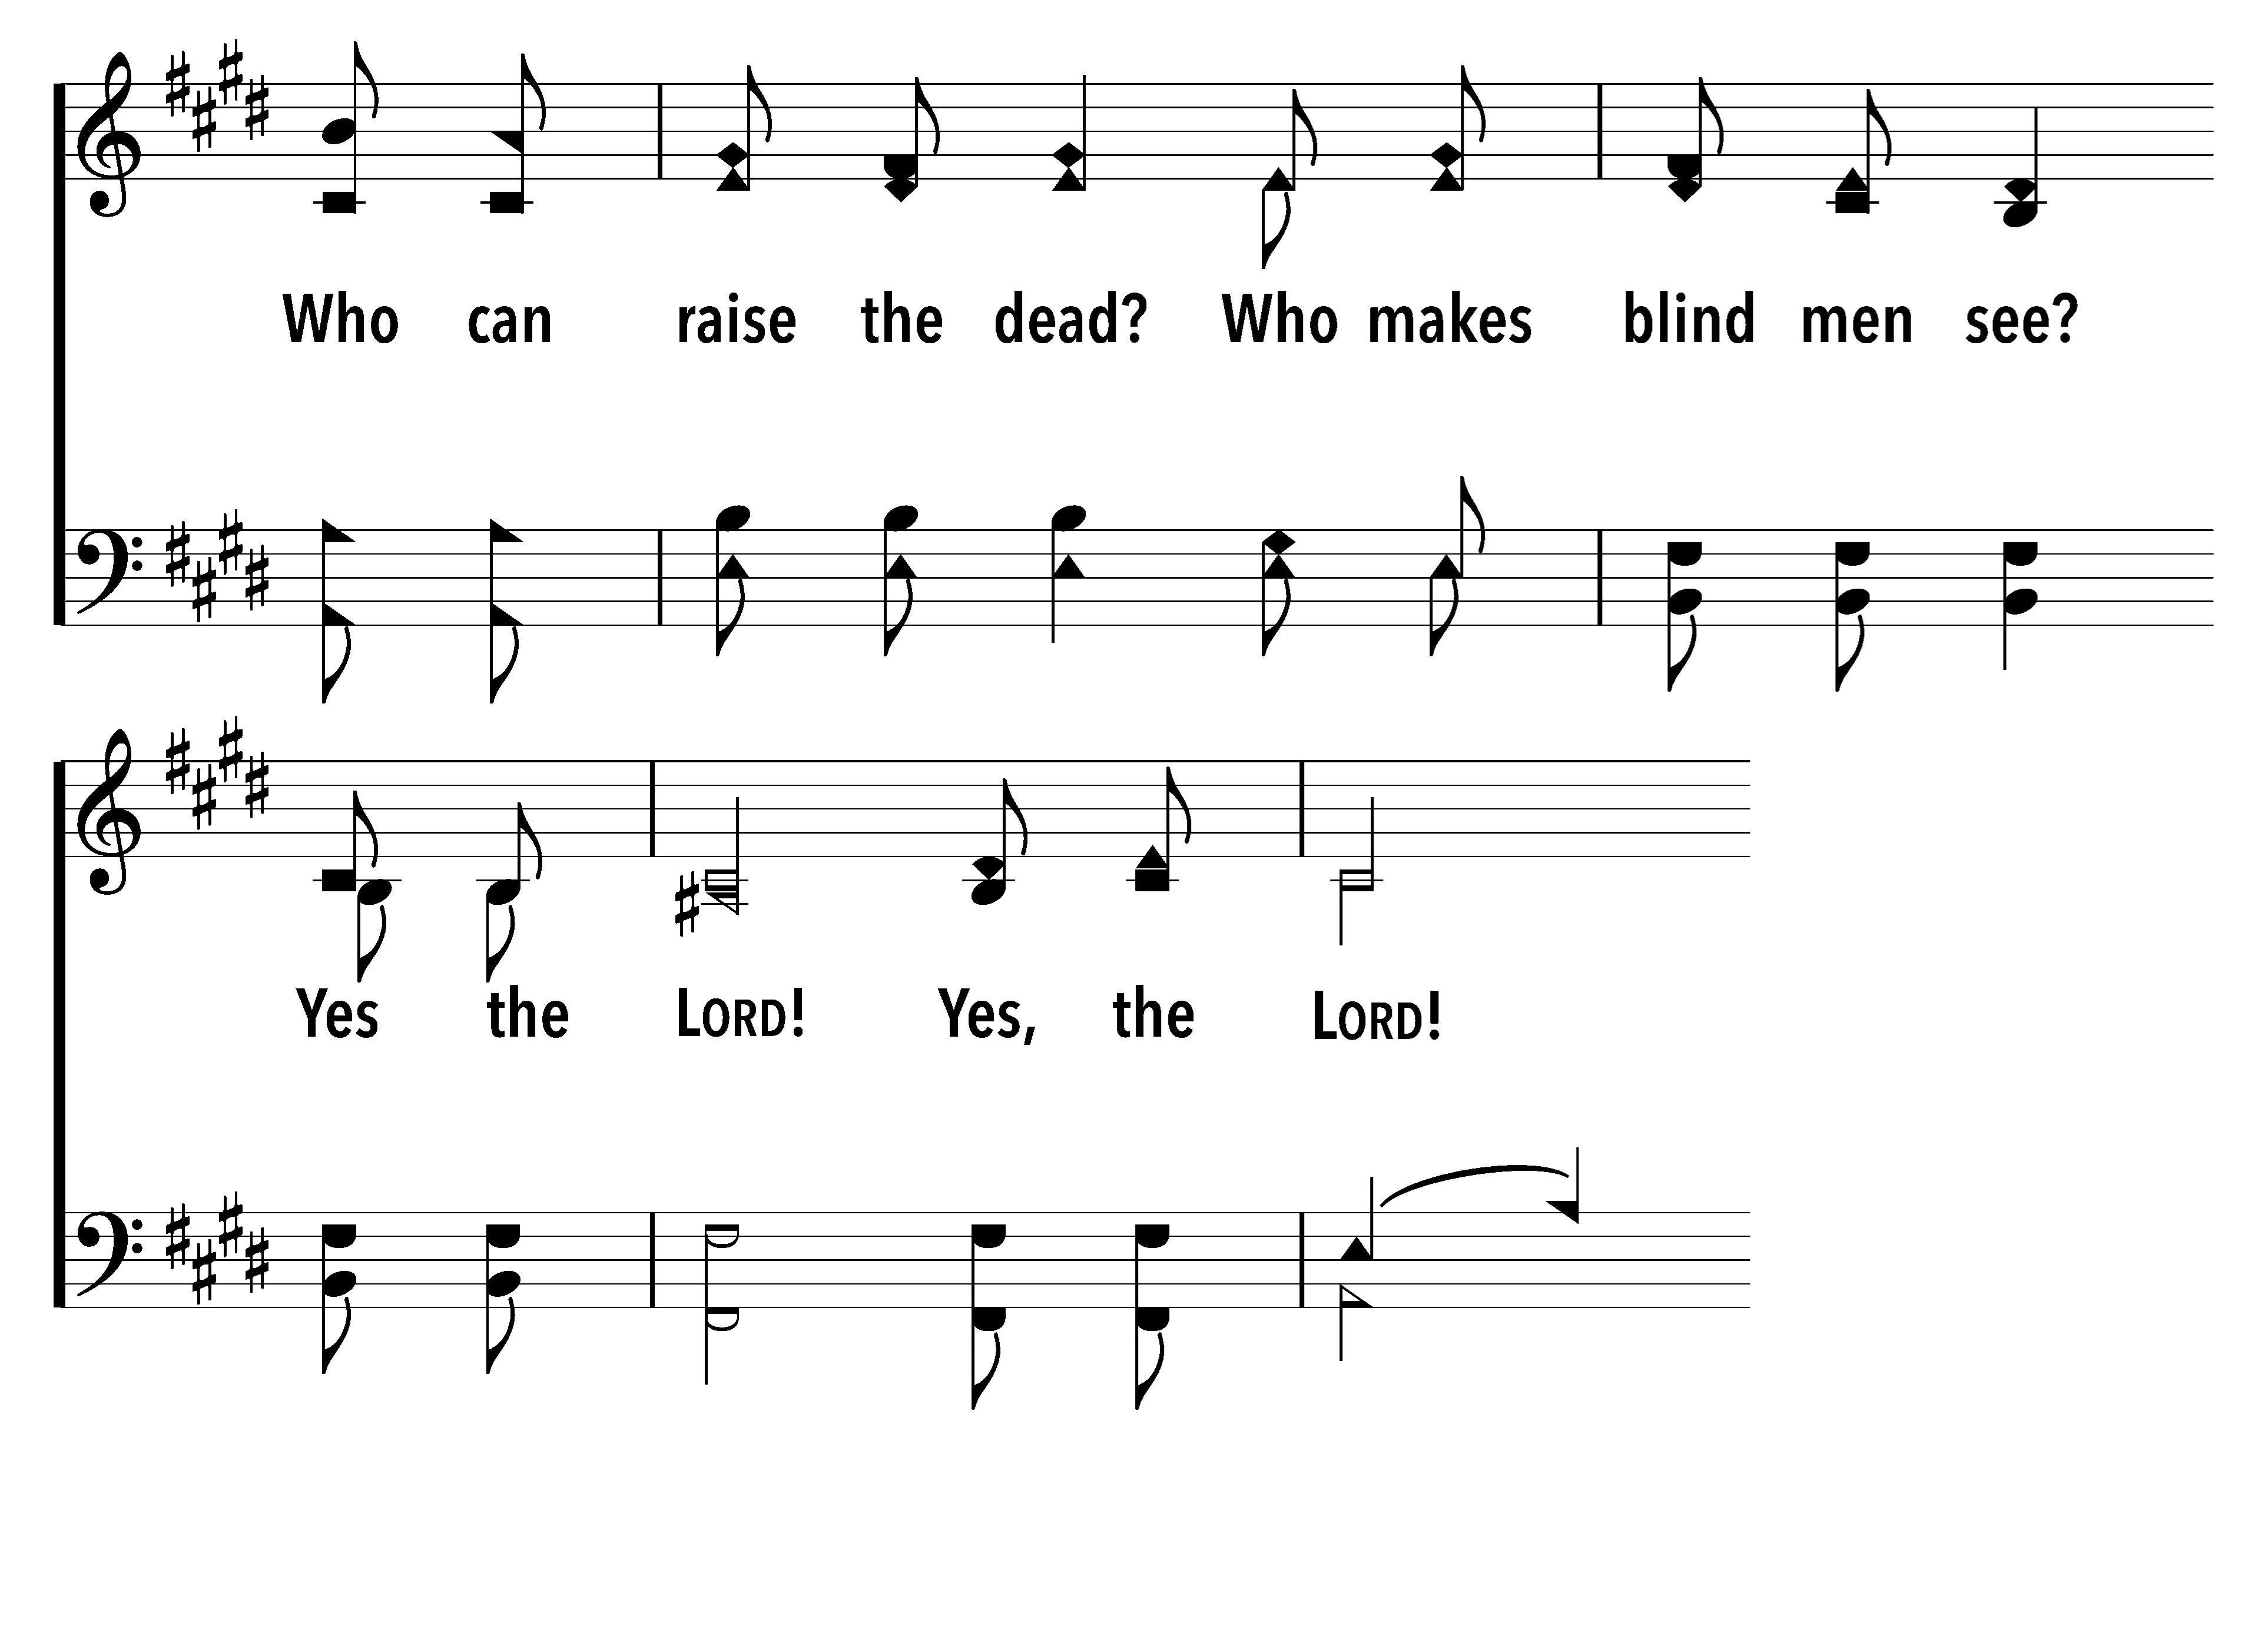 Who can raise the dead? Who makes blind men see?
Yes the LORD! Yes, the LORD!